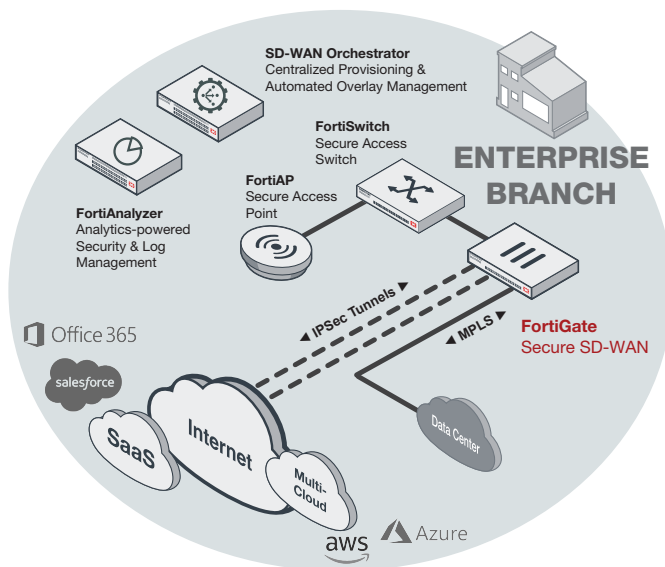 SD-WAN Orchestrator
Centralized Provisioning &
Automated Overlay Management
FortiSwitch
Secure Access
Switch
ENTERPRISE
BRANCH
FortiAP
Secure Access
Point
FortiAnalyzer
Analytics-powered
Security & Log
Management
IPSec Tunnels
MPLS
FortiGate
Secure SD-WAN
Office 365
salesforce
SaaS
Internet
Multi-
Cloud
Data Center
aws
Azure